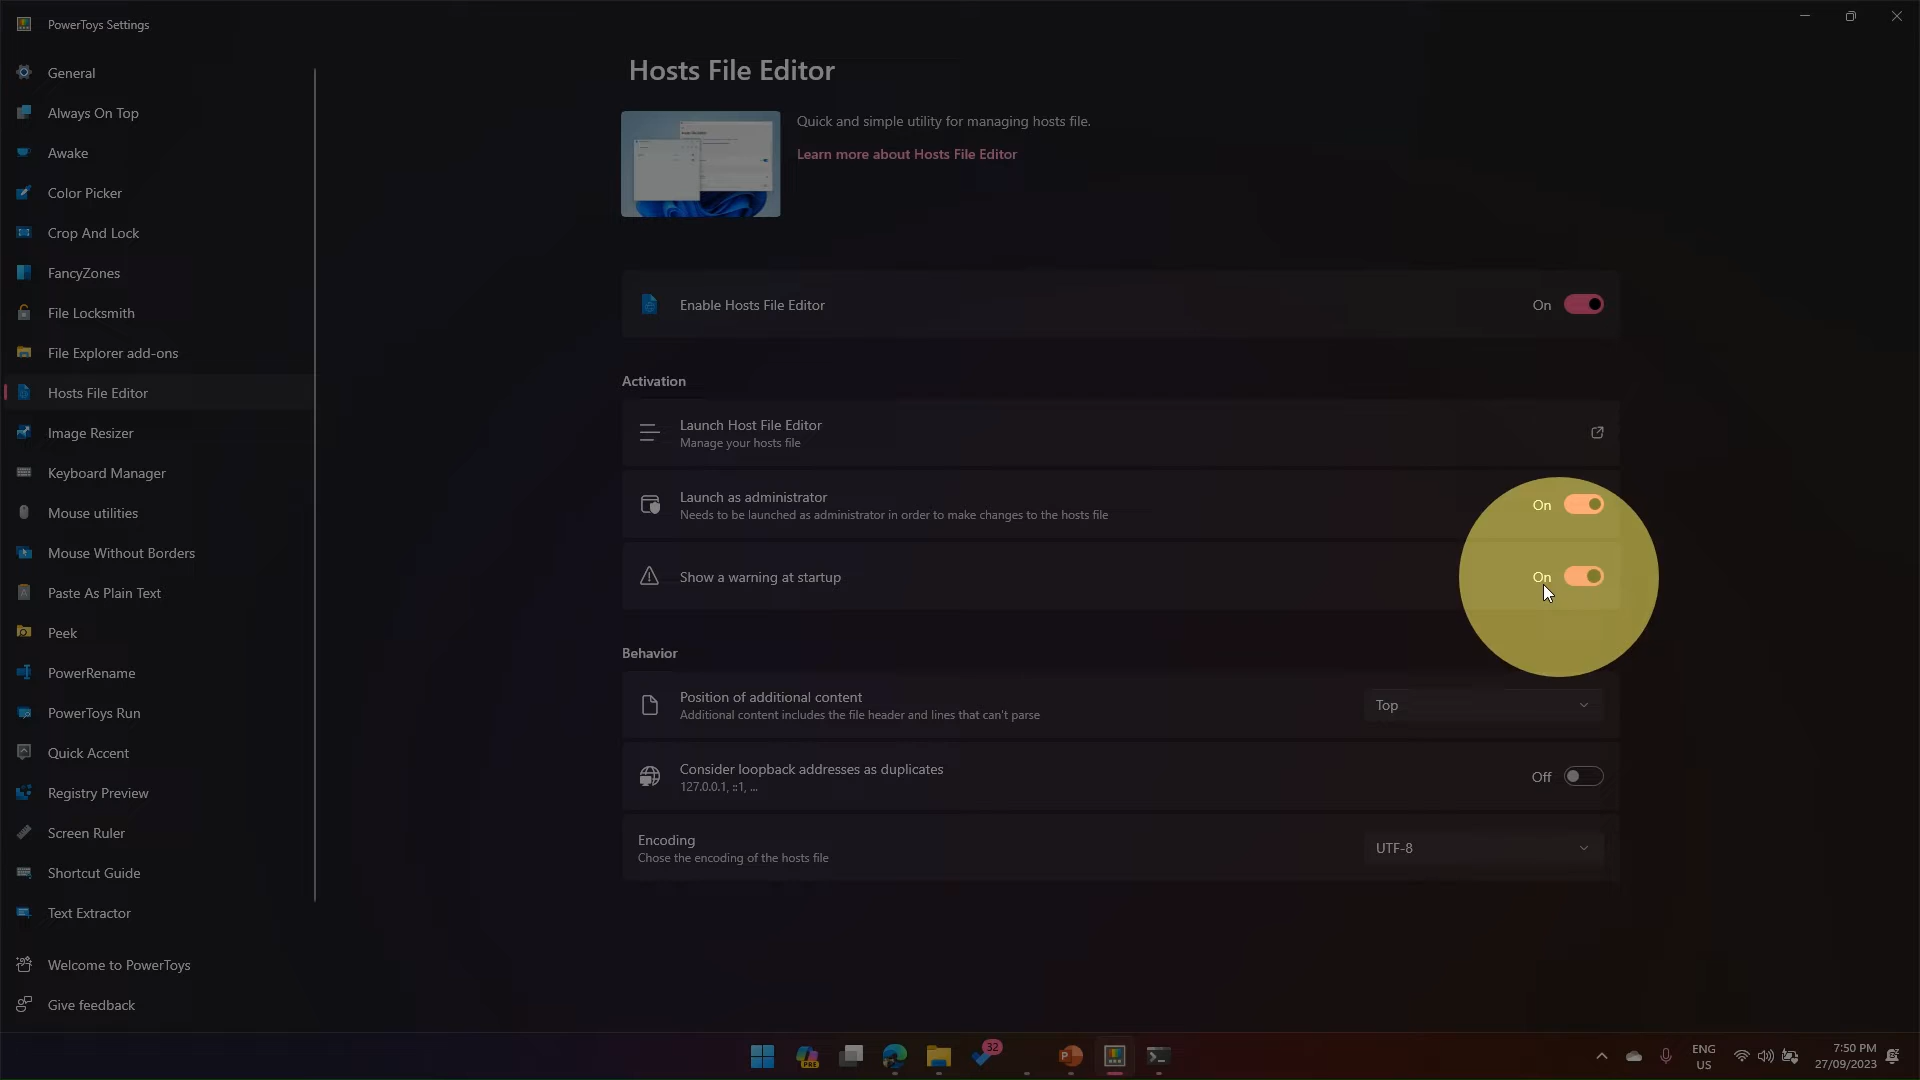 PowerToys Settings
General
Always On Top
Awake
Color Picker
Crop And Lock
FancyZones
File Locksmith
File Explorer add-ons
Hosts File Editor
Image Resizer
Keyboard Manager
Mouse utilities
Mouse Without Borders
Paste As Plain Text
Peek
PowerRename
PowerToys Run
Quick Accent
Registry Preview
Screen Ruler
Shortcut Guide
Text Extractor
Welcome to PowerToys
Give feedback
Hosts File Editor
Quick and simple utility for managing hosts file.
Learn more about Hosts File Editor
Enable Hosts File Editor
On
Activation
Launch Host File Editor
Manage your hosts file
Launch as administrator
Needs to be launched as administrator in order to make changes to the hosts file
On
Show a warning at startup
On
Behavior
Position of additional content
Additional content includes the file header and lines that can't parse
Top
Consider loopback addresses as duplicates
127.0.0.1, ::1, ...
Off
Encoding
Chose the encoding of the hosts file
UTF-8
PRE
32
P
ENG
US
7:50 PM
27/09/2023